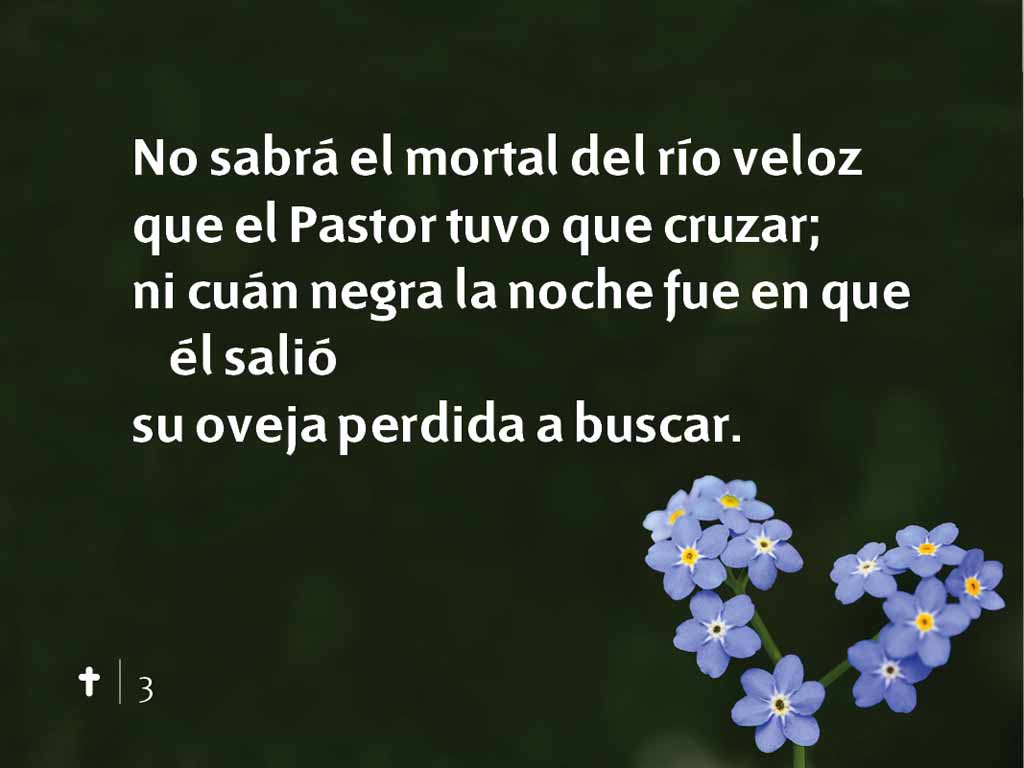 No sabrá el mortal del río veloz
que el Pastor tuvo que cruzar;
ni cuán negra la noche fue en que
él salió
su oveja perdida a buscar.
3